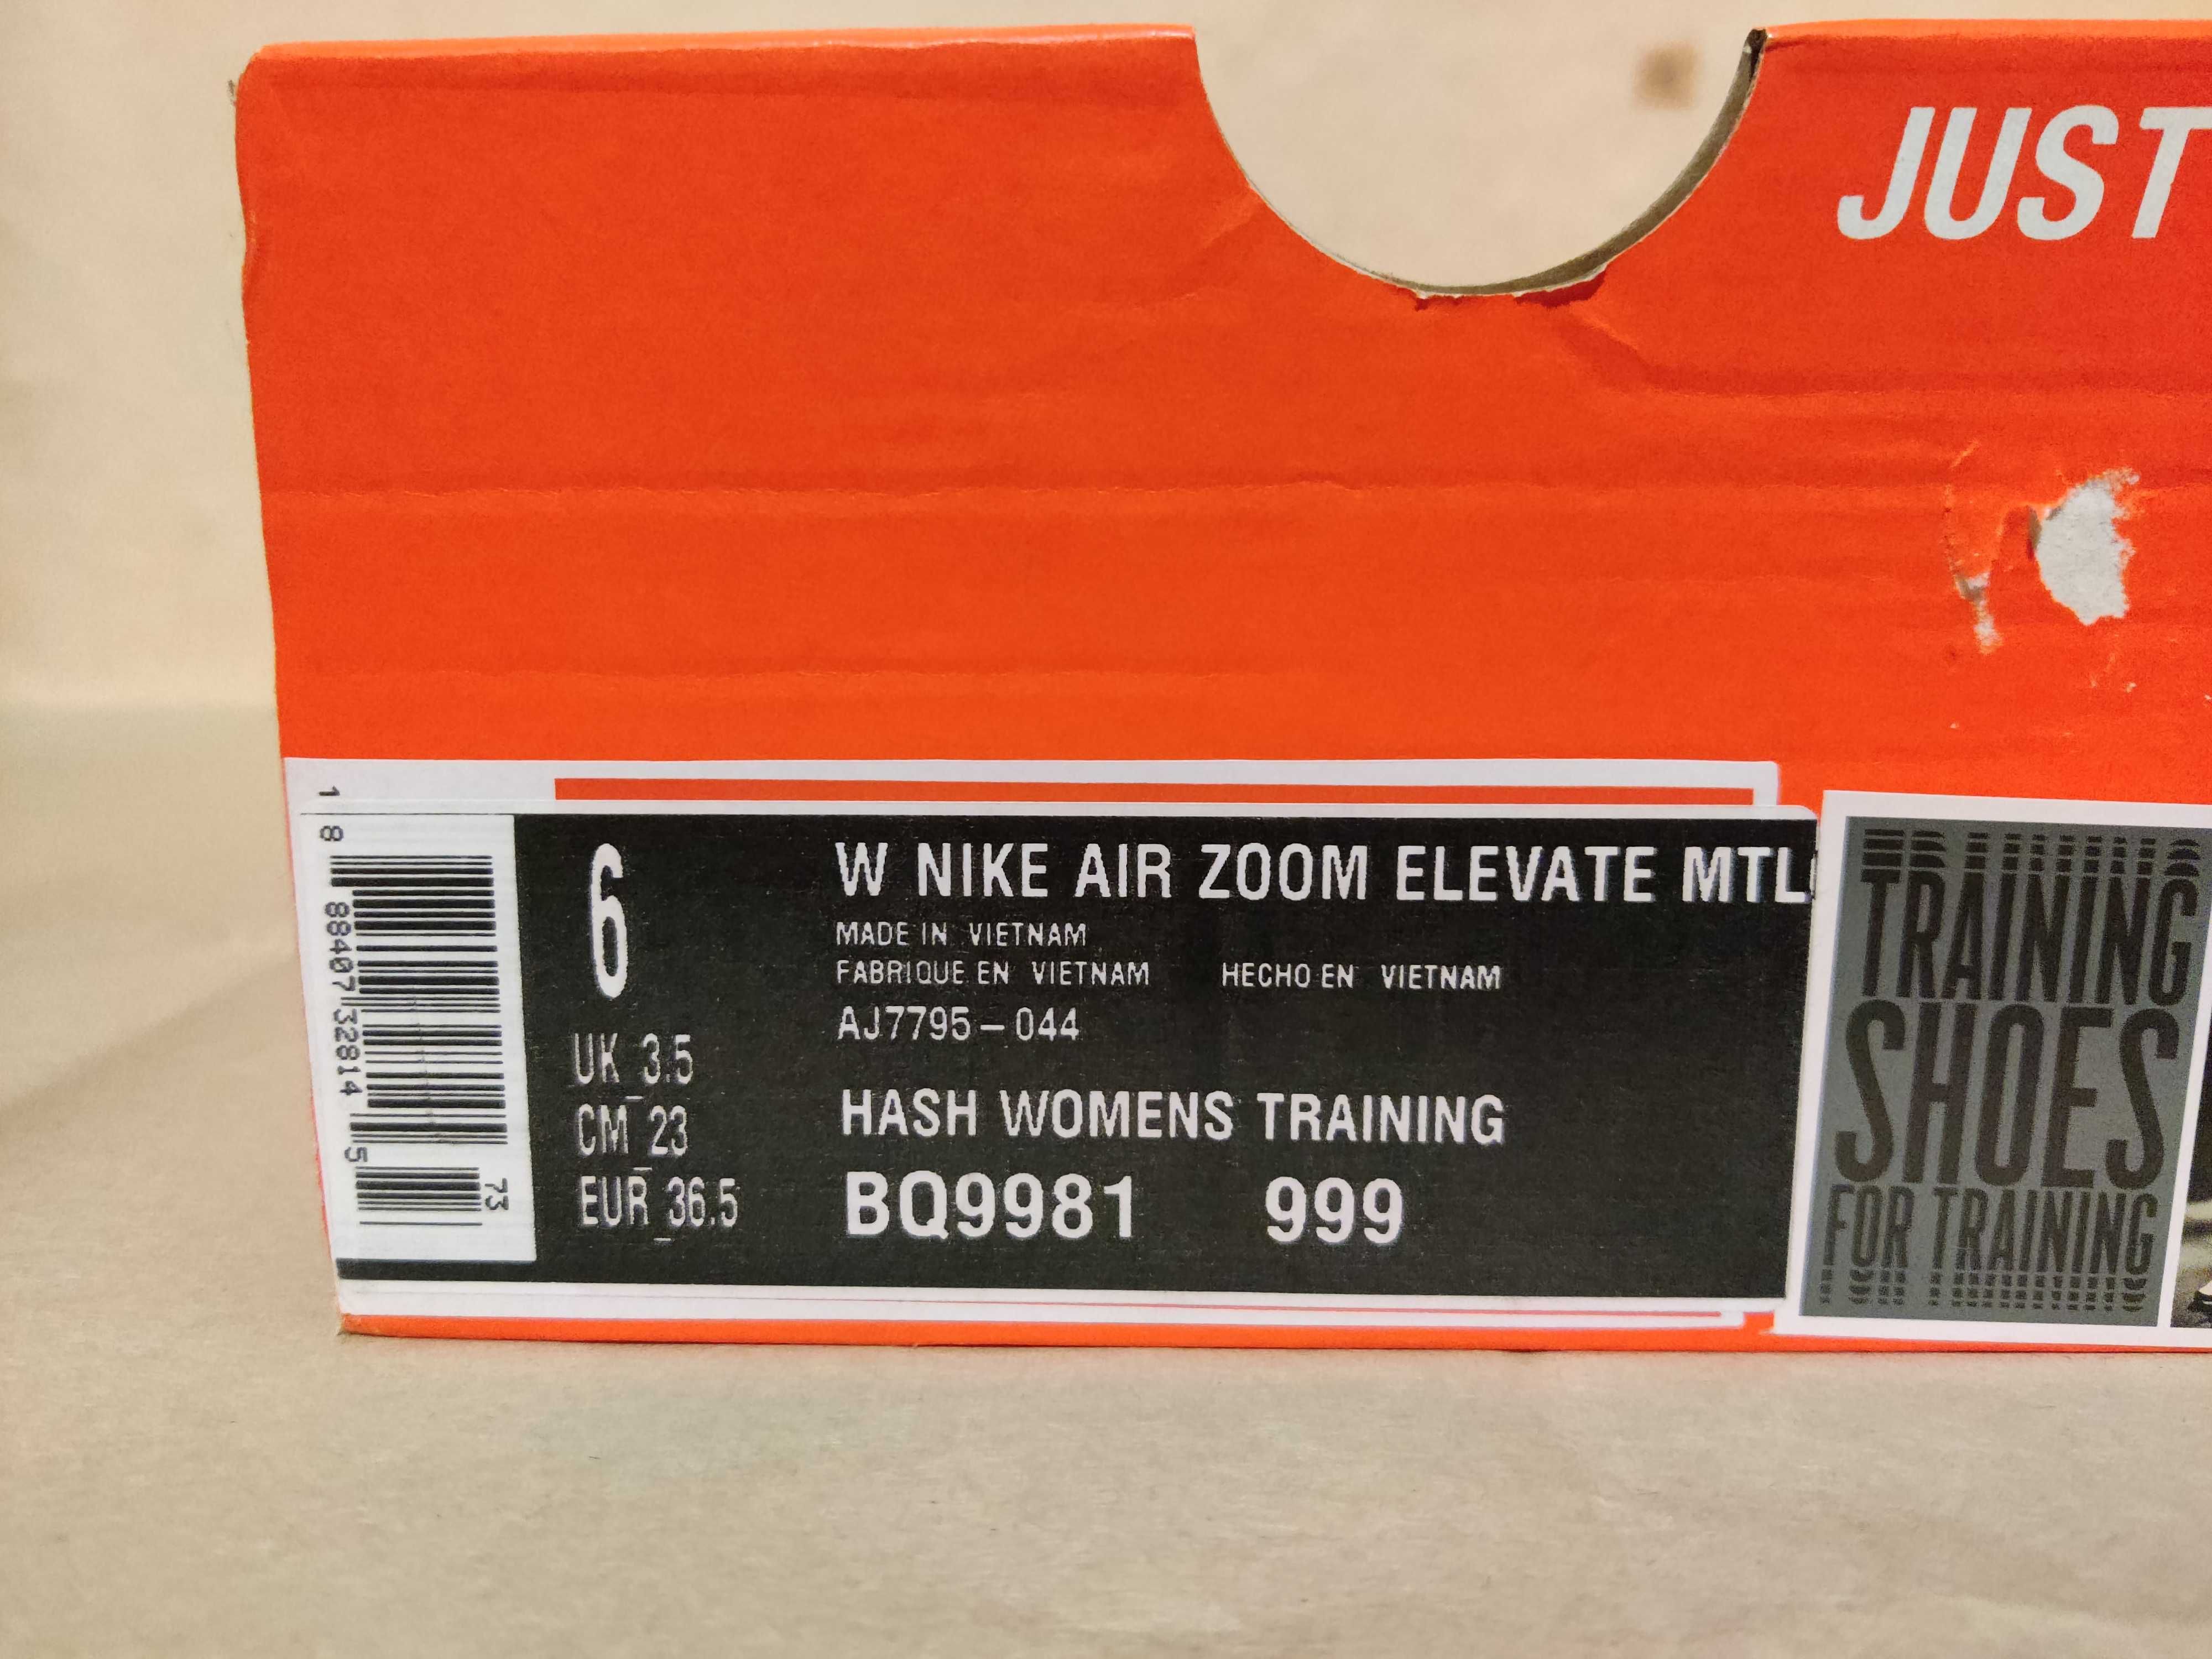 JUST
6
UK 3.5
CM 23
EUR 36.5
W NIKE AIR ZOOM ELEVATE MTL
MADE IN VIETNAM
FABRIQUE EN VIETNAM HECHO EN VIETNAM
AJ7795-044
HASH WOMENS TRAINING
BQ9981 999
1
8 88407 32814 5
73
TRAINING
SHOES
FOR TRAINING